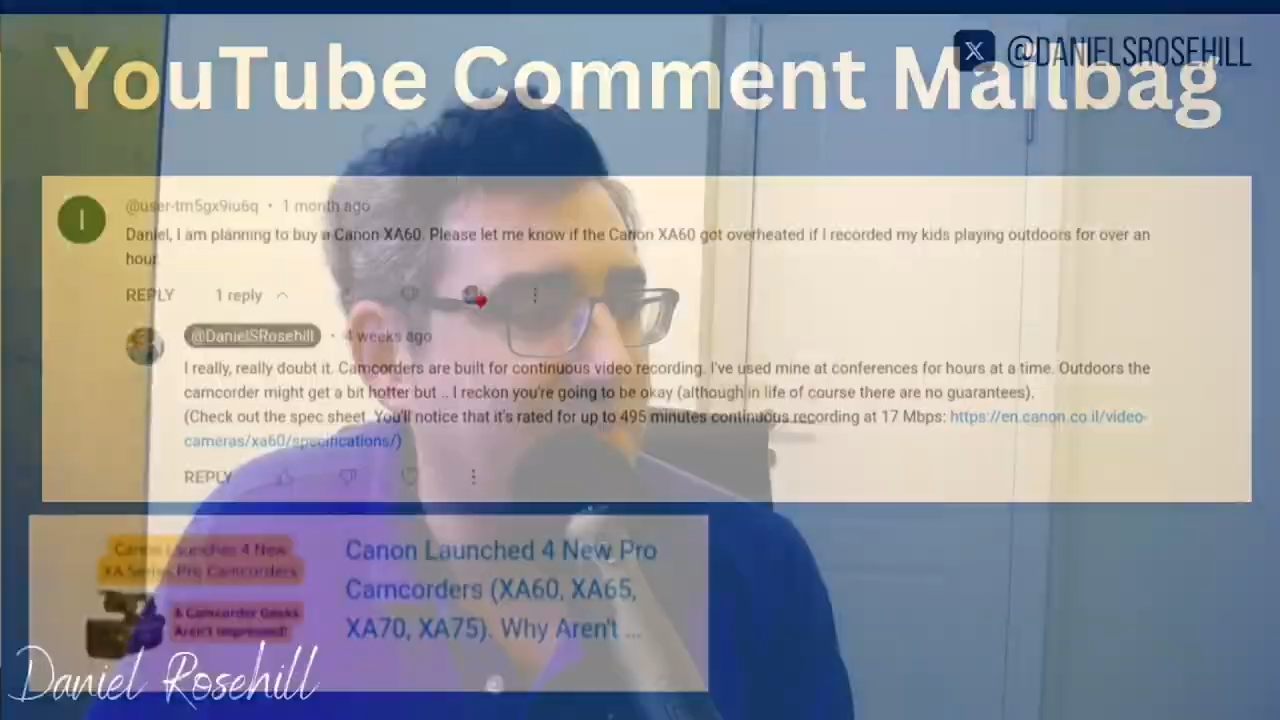 YouTube Comment Mailbag
@DANIELSROSEHILL
@user-tm5gx9iu6q • 1 month ago
Daniel, I am planning to buy a Canon XA60. Please let me know if the Canon XA60 got overheated if I recorded my kids playing outdoors for over an
hour.
REPLY 1 reply
@DanielSRosehill • 4 weeks ago
I really, really doubt it. Camcorders are built for continuous video recording. I've used mine at conferences for hours at a time. Outdoors the
camcorder might get a bit hotter but .. I reckon you're going to be okay (although in life of course there are no guarantees).
(Check out the spec sheet. You'll notice that it's rated for up to 495 minutes continuous recording at 17 Mbps: https://en.canon.co.il/video-
cameras/xa60/specifications/)
REPLY
Canon Launches 4 New
XA Series Pro Camcorders
& Camcorder Geeks
Aren't Impressed!
Canon Launched 4 New Pro
Camcorders (XA60, XA65,
XA70, XA75). Why Aren't ...
Daniel Rosehill